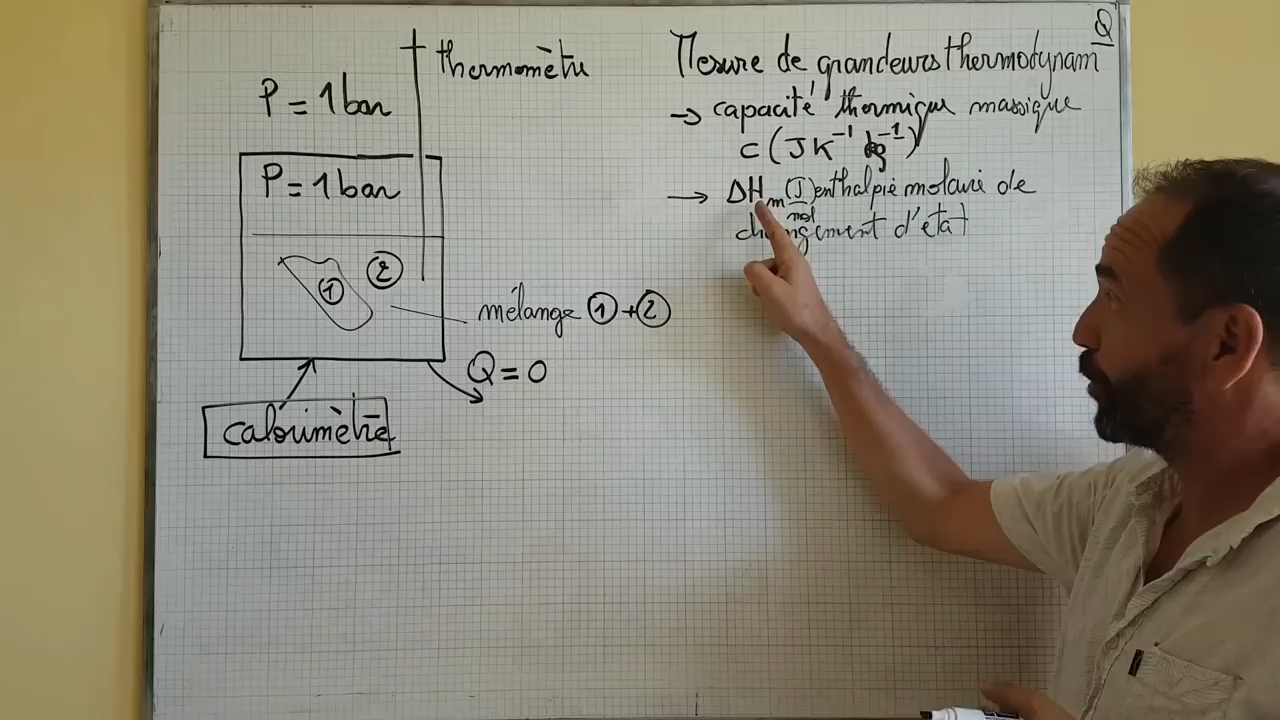 thermomètre
P = 1 bar
P = 1 bar
① ②
mélange ① + ②
Q = 0
calorimètre
Q
Mesure de grandeurs thermodynam
→ capacité thermique massique
c (J K⁻¹ kg⁻¹)
→ ΔHm (J/mol) enthalpie molaire de
changement d'état